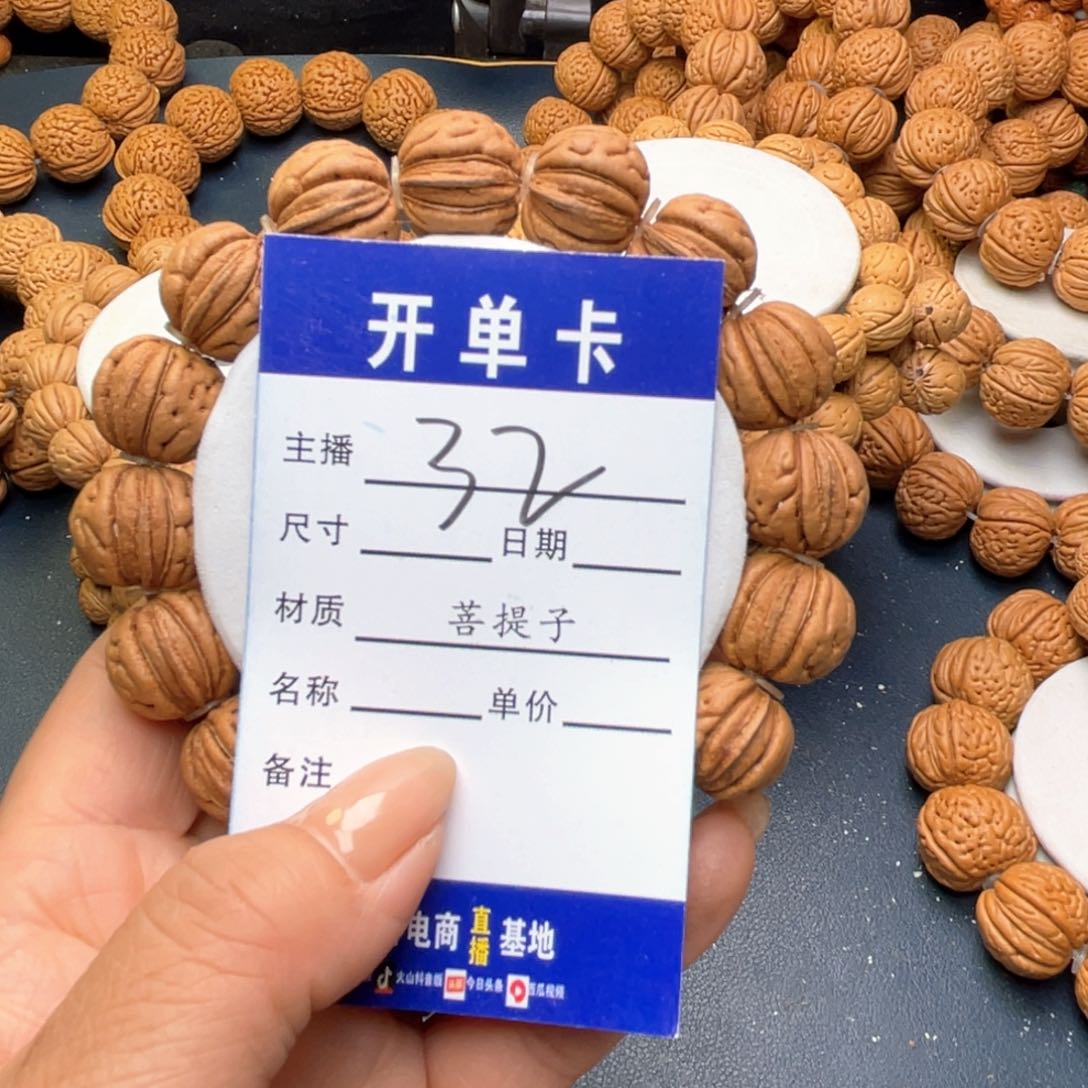 开单卡
主播 32
尺寸 日期
材质 菩提子
名称 单价
备注
电商直播基地
火山抖音版 头条 今日头条 西瓜视频